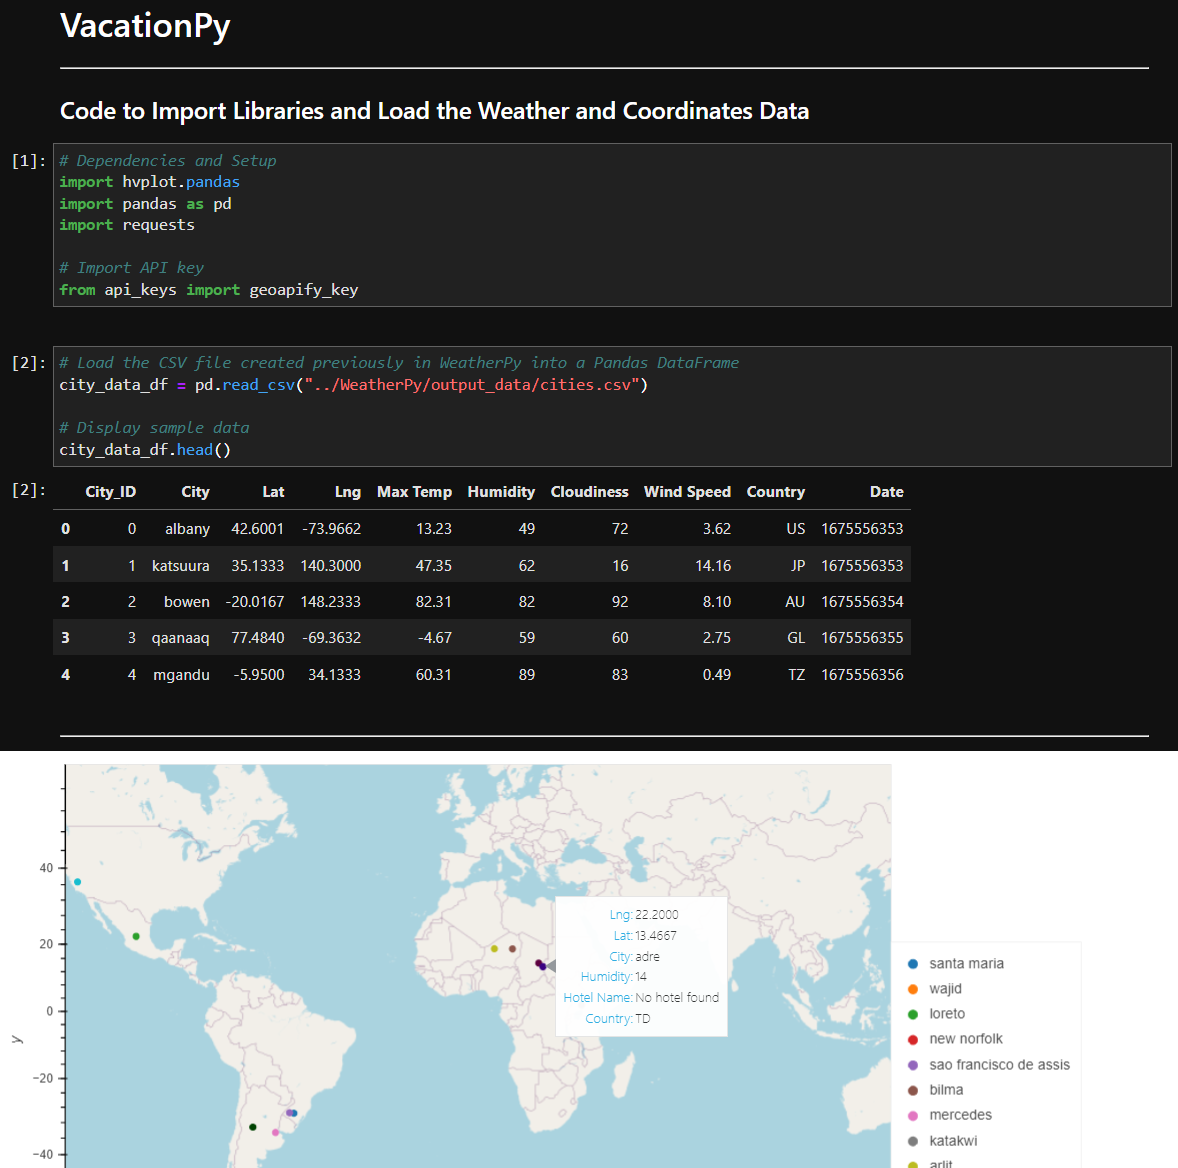 VacationPy
Code to Import Libraries and Load the Weather and Coordinates Data
[1]:
# Dependencies and Setup
import hvplot.pandas
import pandas as pd
import requests
# Import API key
from api_keys import geoapify_key
[2]:
# Load the CSV file created previously in WeatherPy into a Pandas DataFrame
city_data_df = pd.read_csv("../WeatherPy/output_data/cities.csv")
# Display sample data
city_data_df.head()
[2]:
City_ID City Lat Lng Max Temp Humidity Cloudiness Wind Speed Country Date
0 0 albany 42.6001 -73.9662 13.23 49 72 3.62 US 1675556353
1 1 katsuura 35.1333 140.3000 47.35 62 16 14.16 JP 1675556353
2 2 bowen -20.0167 148.2333 82.31 82 92 8.10 AU 1675556354
3 3 qaanaaq 77.4840 -69.3632 -4.67 59 60 2.75 GL 1675556355
4 4 mgandu -5.9500 34.1333 60.31 89 83 0.49 TZ 1675556356
40
20
0
−20
−40
y
Lng: 22.2000
Lat: 13.4667
City: adre
Humidity: 14
Hotel Name: No hotel found
Country: TD
santa maria
wajid
loreto
new norfolk
sao francisco de assis
bilma
mercedes
katakwi
arlit